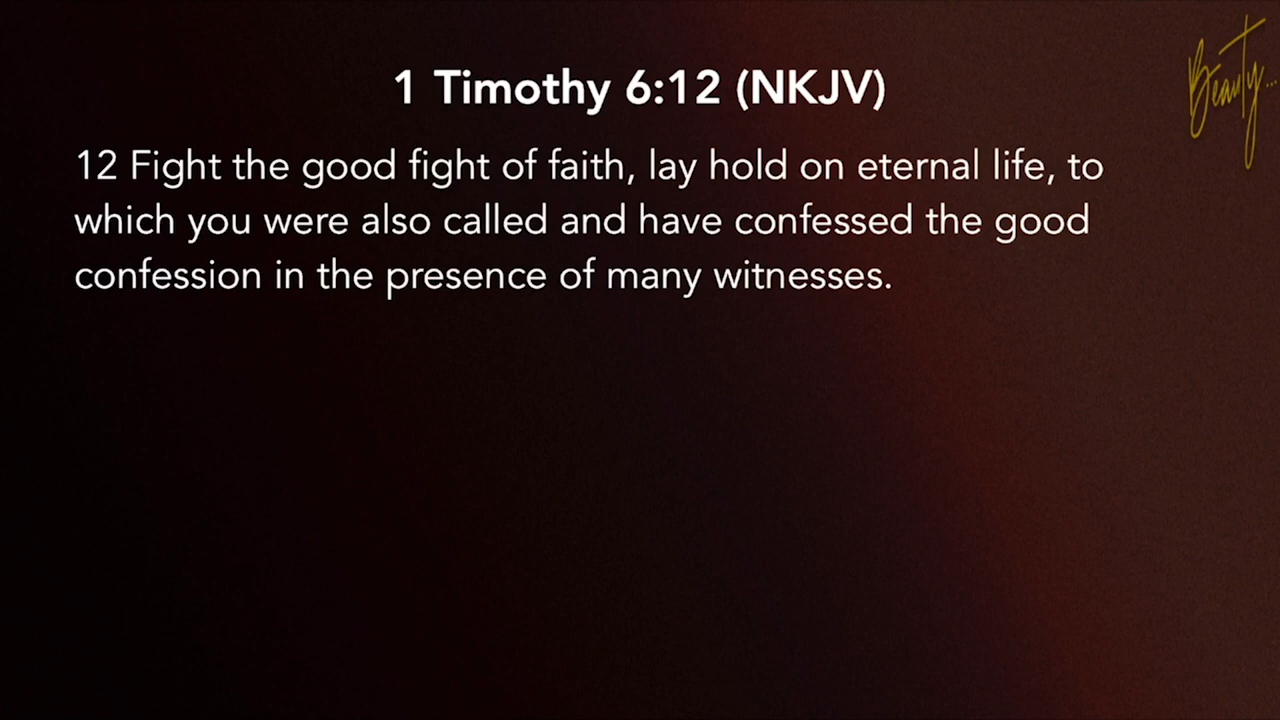 1 Timothy 6:12 (NKJV)
Beauty...
12 Fight the good fight of faith, lay hold on eternal life, to
which you were also called and have confessed the good
confession in the presence of many witnesses.